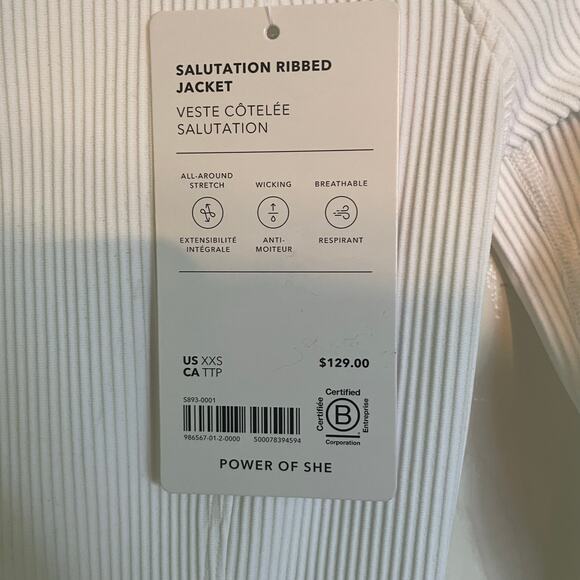 SALUTATION RIBBED
JACKET
VESTE CÔTELÉE
SALUTATION
ALL-AROUND
STRETCH
WICKING
BREATHABLE
EXTENSIBILITÉ
INTÉGRALE
ANTI-
MOITEUR
RESPIRANT
US XXS
CA TTP
$129.00
S893-0001
986567-01-2-0000 S00078394594
Certified
Certifiée
B
Entreprise
Corporation
POWER OF SHE